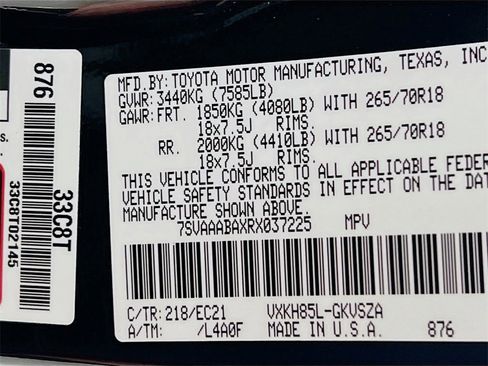 MFD.BY:TOYOTA MOTOR MANUFACTURING, TEXAS, INC
GVWR:3440KG (7585LB)
GAWR:FRT. 1850KG (4080LB) WITH 265/70R18
18x7.5J RIMS.
RR. 2000KG (4410LB) WITH 265/70R18
18x7.5J RIMS.
THIS VEHICLE CONFORMS TO ALL APPLICABLE FEDER
VEHICLE SAFETY STANDARDS IN EFFECT ON THE DAT
MANUFACTURE SHOWN ABOVE.
7SVAAABAXRX037225 MPV
C/TR:218/EC21 VXKH85L-GKVSZA
A/TM: /L4A0F MADE IN U.S.A. 876
876
33C8T
33C8T02145
s.